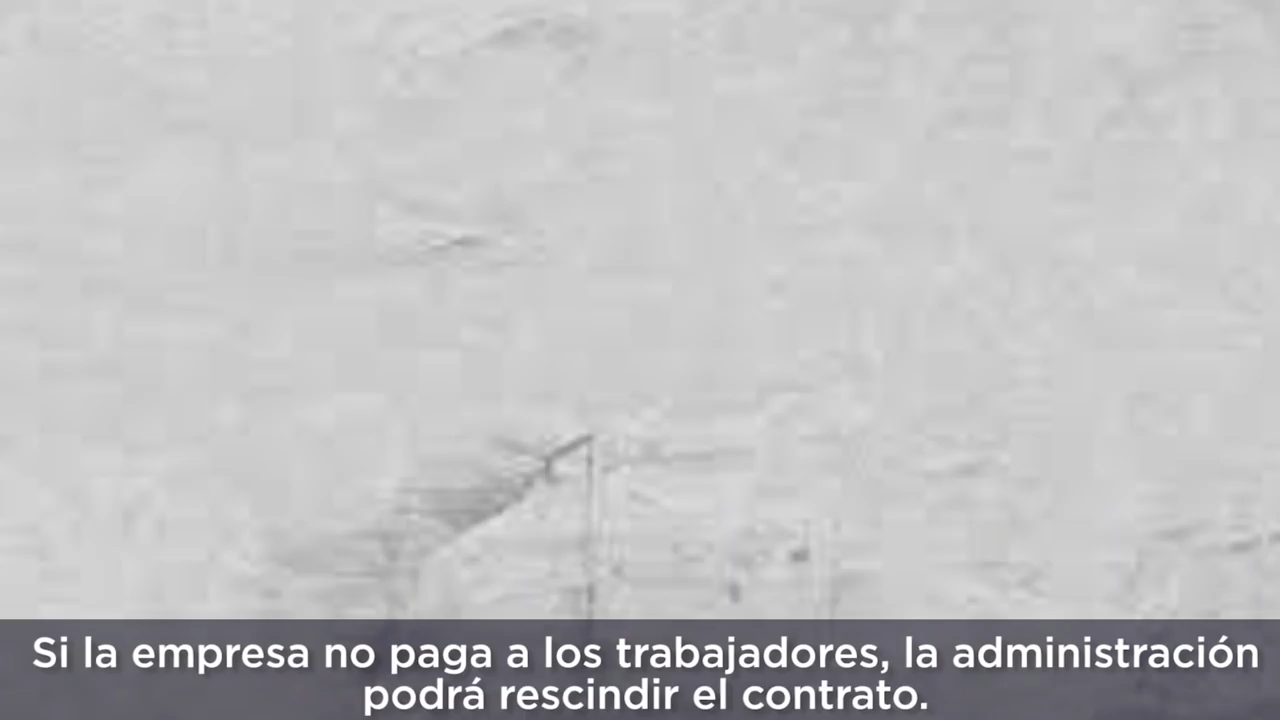 Si la empresa no paga a los trabajadores, la administración
podrá rescindir el contrato.